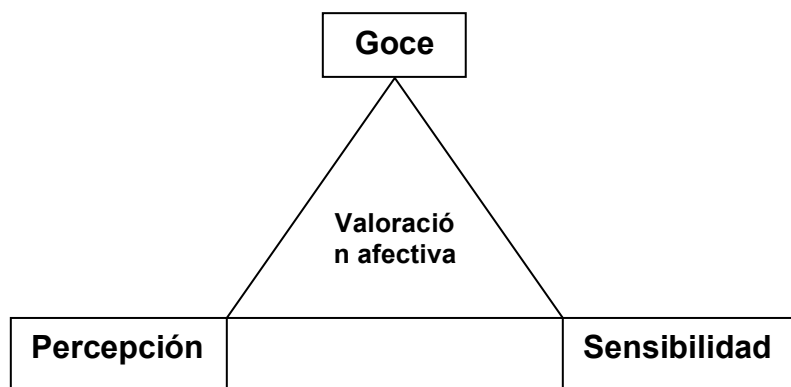 Goce
Valoració
n afectiva
Percepción
Sensibilidad